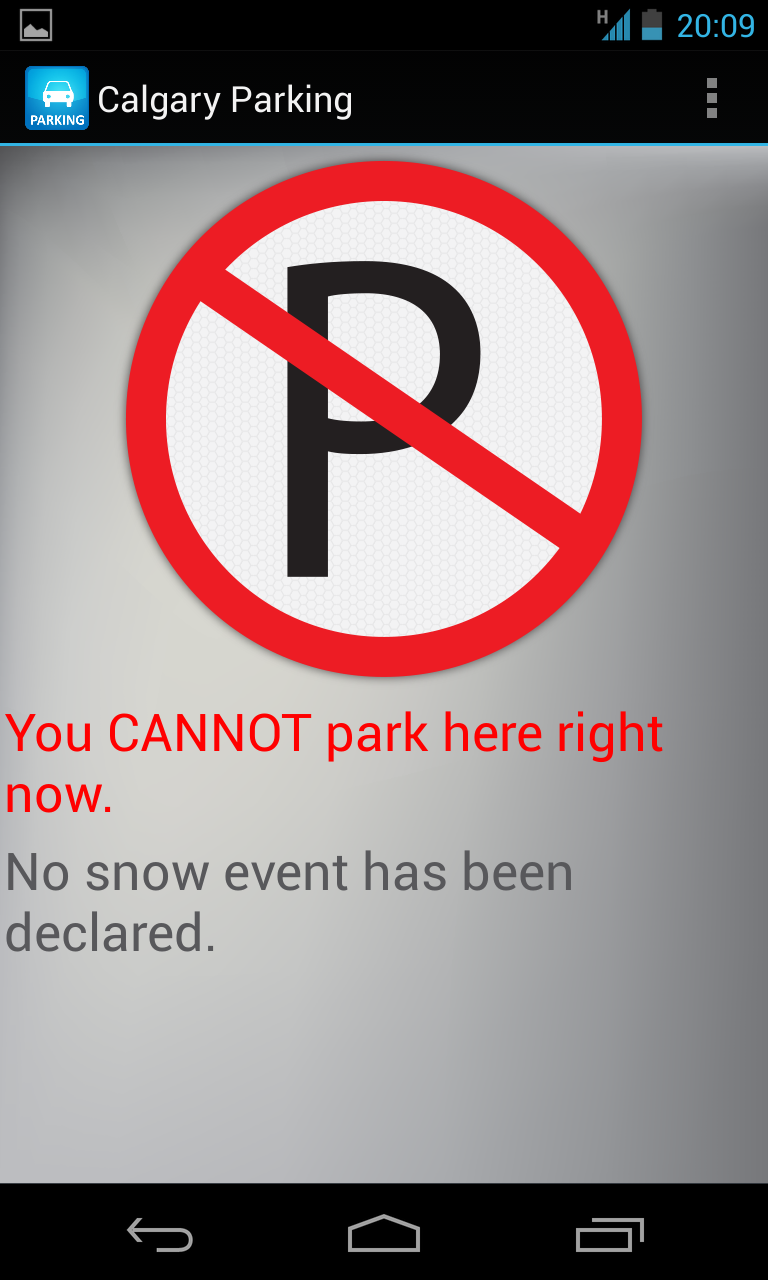 H 20:09
PARKING
Calgary Parking
P
You CANNOT park here right
now.
No snow event has been
declared.